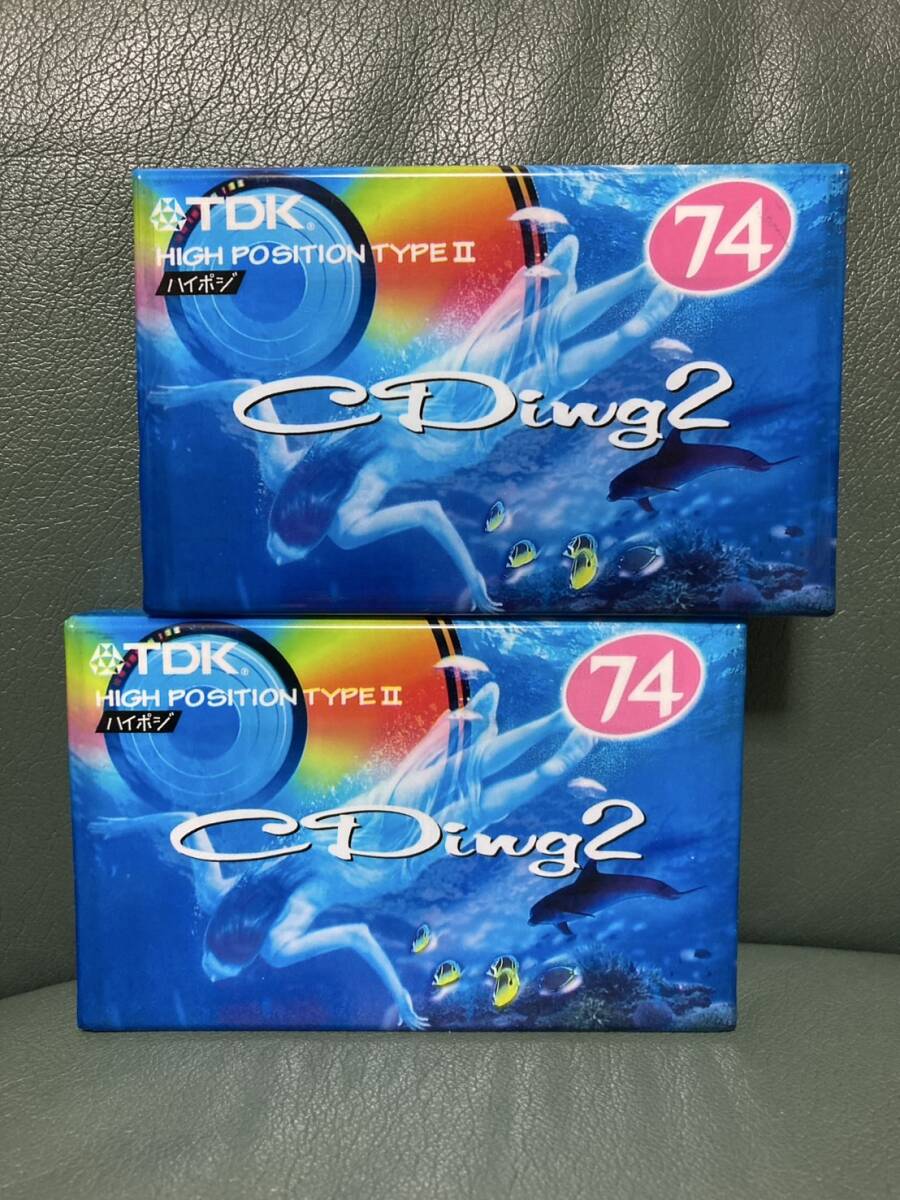 TDK®
74
HIGH POSITION TYPE II
ハイポジ
CDing2
TDK®
74
HIGH POSITION TYPE II
ハイポジ
CDing2